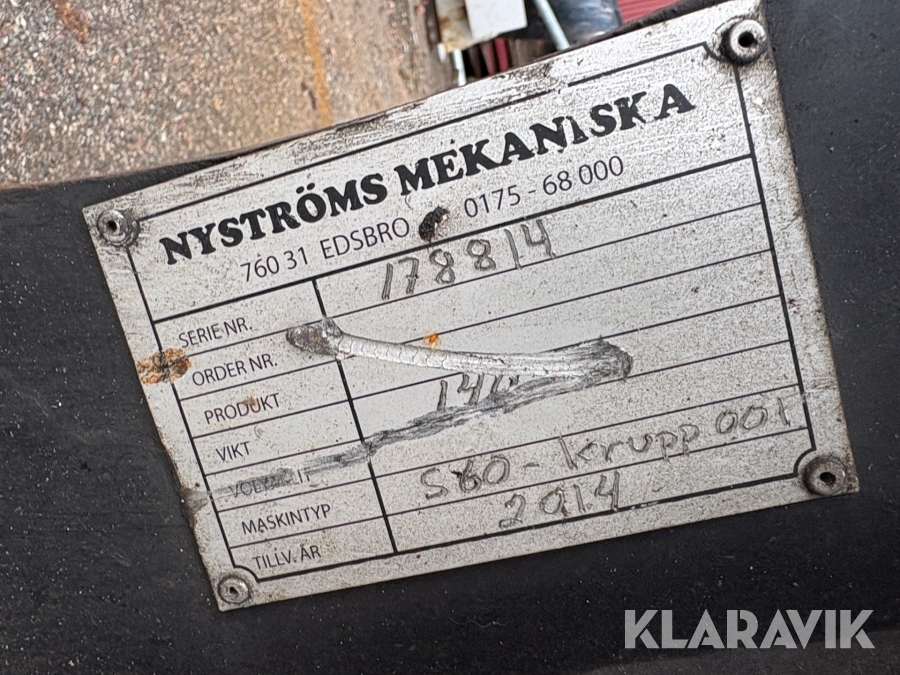 NYSTRÖMS MEKANISKA
760 31 EDSBRO 0175 - 68 000
SERIE NR. 178814
ORDER NR.
PRODUKT
VIKT 140
MASKINTYP S60-Krupp 001
TILLV. ÅR 2014
KLARAVIK